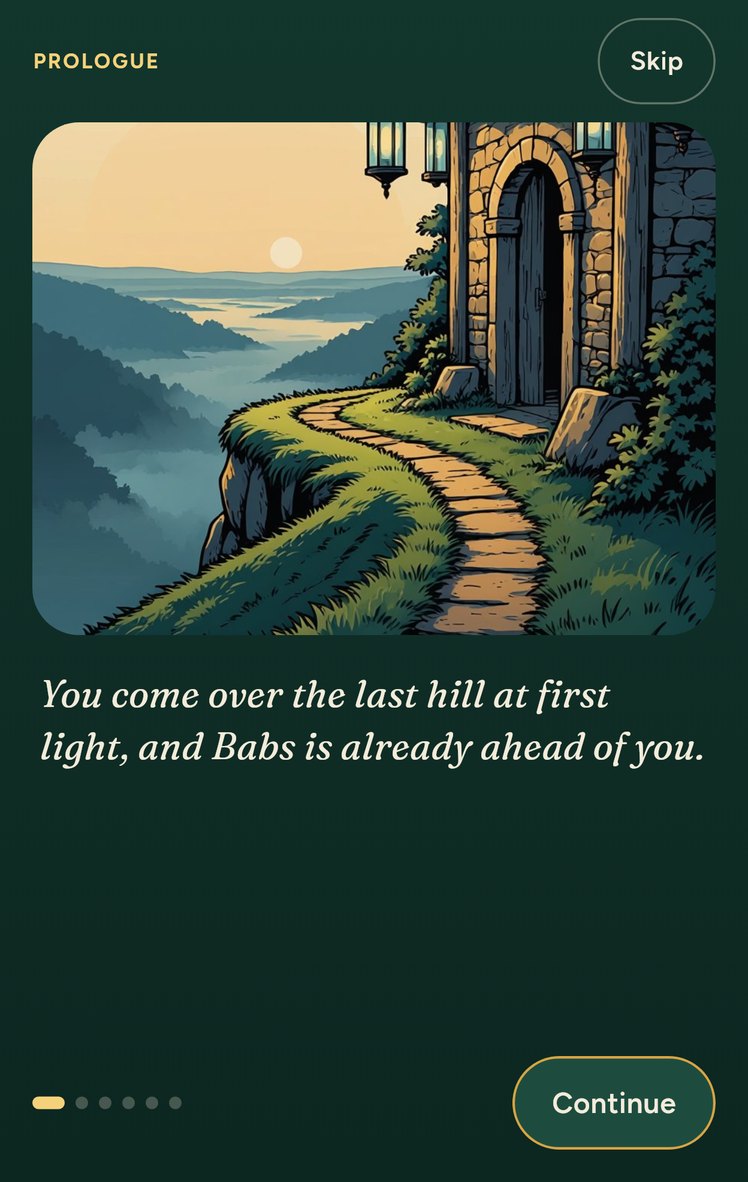 PROLOGUE
Skip
You come over the last hill at first
light, and Babs is already ahead of you.
Continue